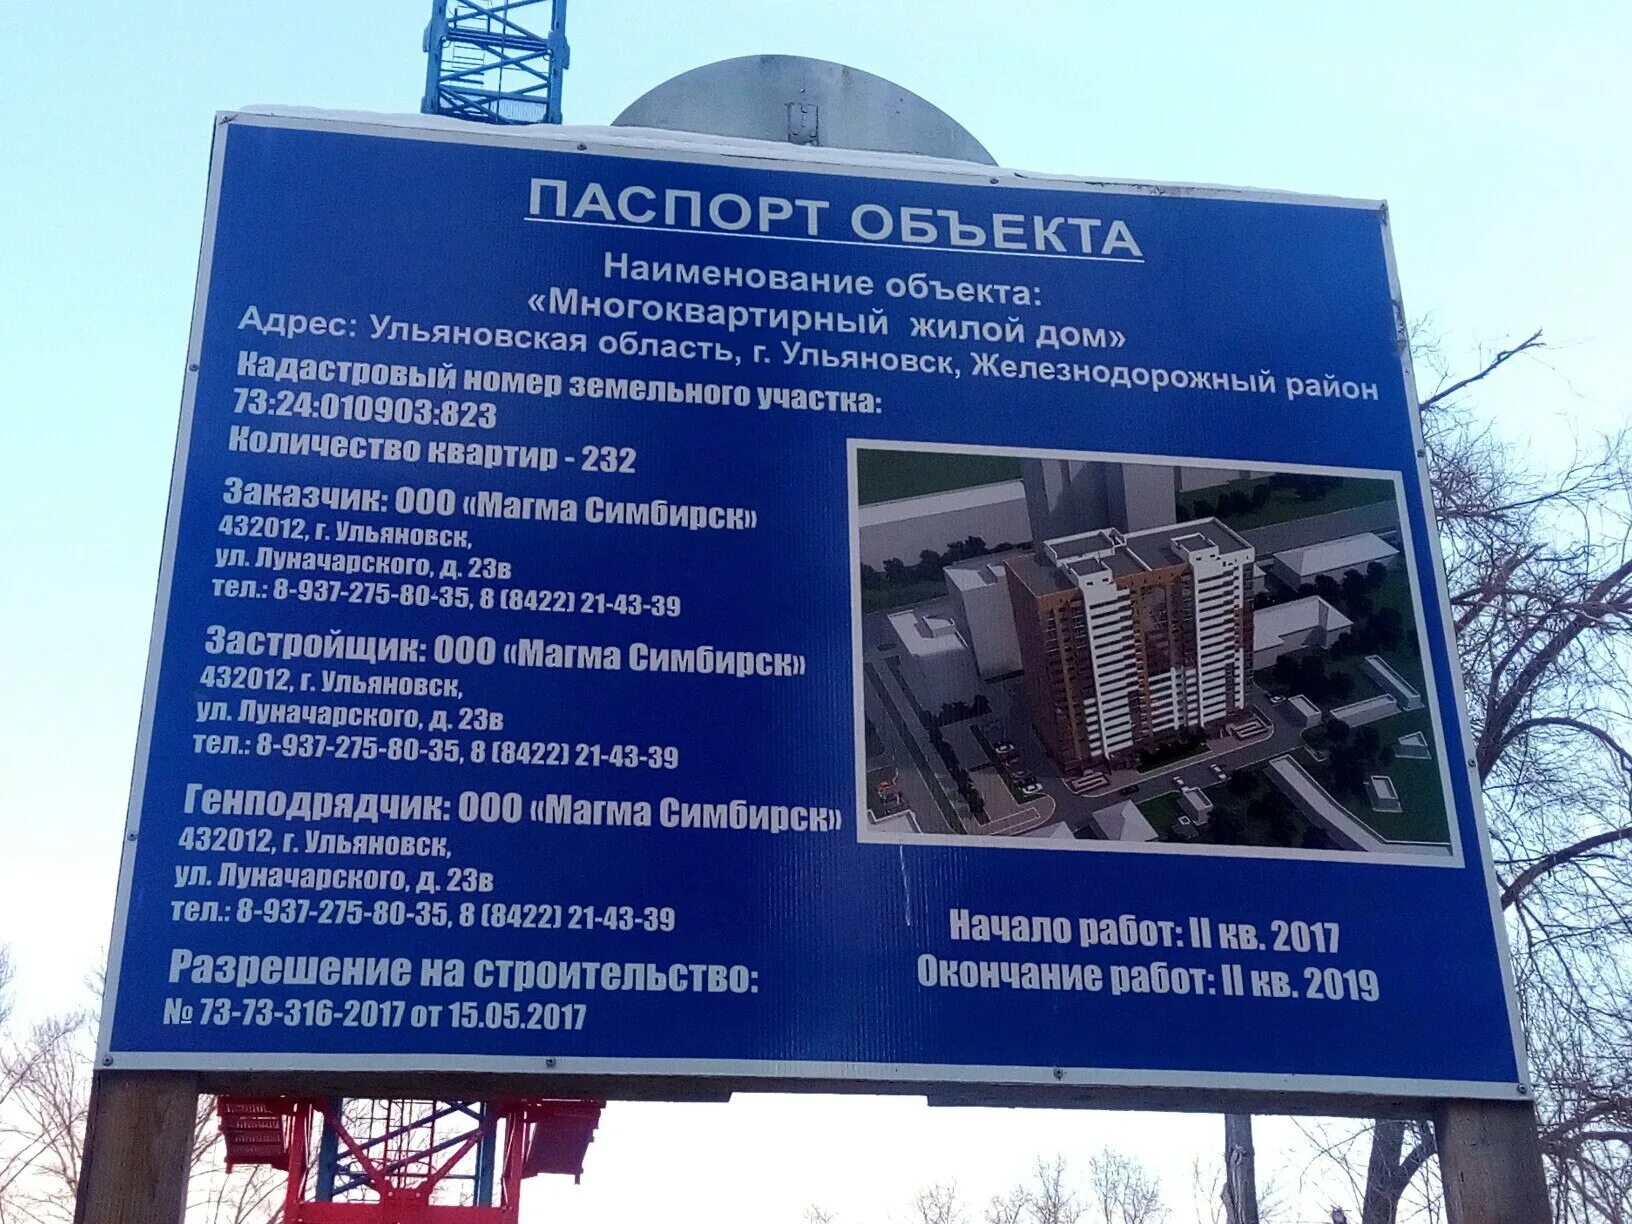 ПАСПОРТ ОБЪЕКТА
Наименование объекта:
«Многоквартирный жилой дом»
Адрес: Ульяновская область, г. Ульяновск, Железнодорожный район
Кадастровый номер земельного участка:
73:24:010903:823
Количество квартир - 232
Заказчик: ООО «Магма Симбирск»
432012, г. Ульяновск,
ул. Луначарского, д. 23в
тел.: 8-937-275-80-35, 8 (8422) 21-43-39
Застройщик: ООО «Магма Симбирск»
432012, г. Ульяновск,
ул. Луначарского, д. 23в
тел.: 8-937-275-80-35, 8 (8422) 21-43-39
Генподрядчик: ООО «Магма Симбирск»
432012, г. Ульяновск,
ул. Луначарского, д. 23в
тел.: 8-937-275-80-35, 8 (8422) 21-43-39
Разрешение на строительство:
№ 73-73-316-2017 от 15.05.2017
Начало работ: II кв. 2017
Окончание работ: II кв. 2019